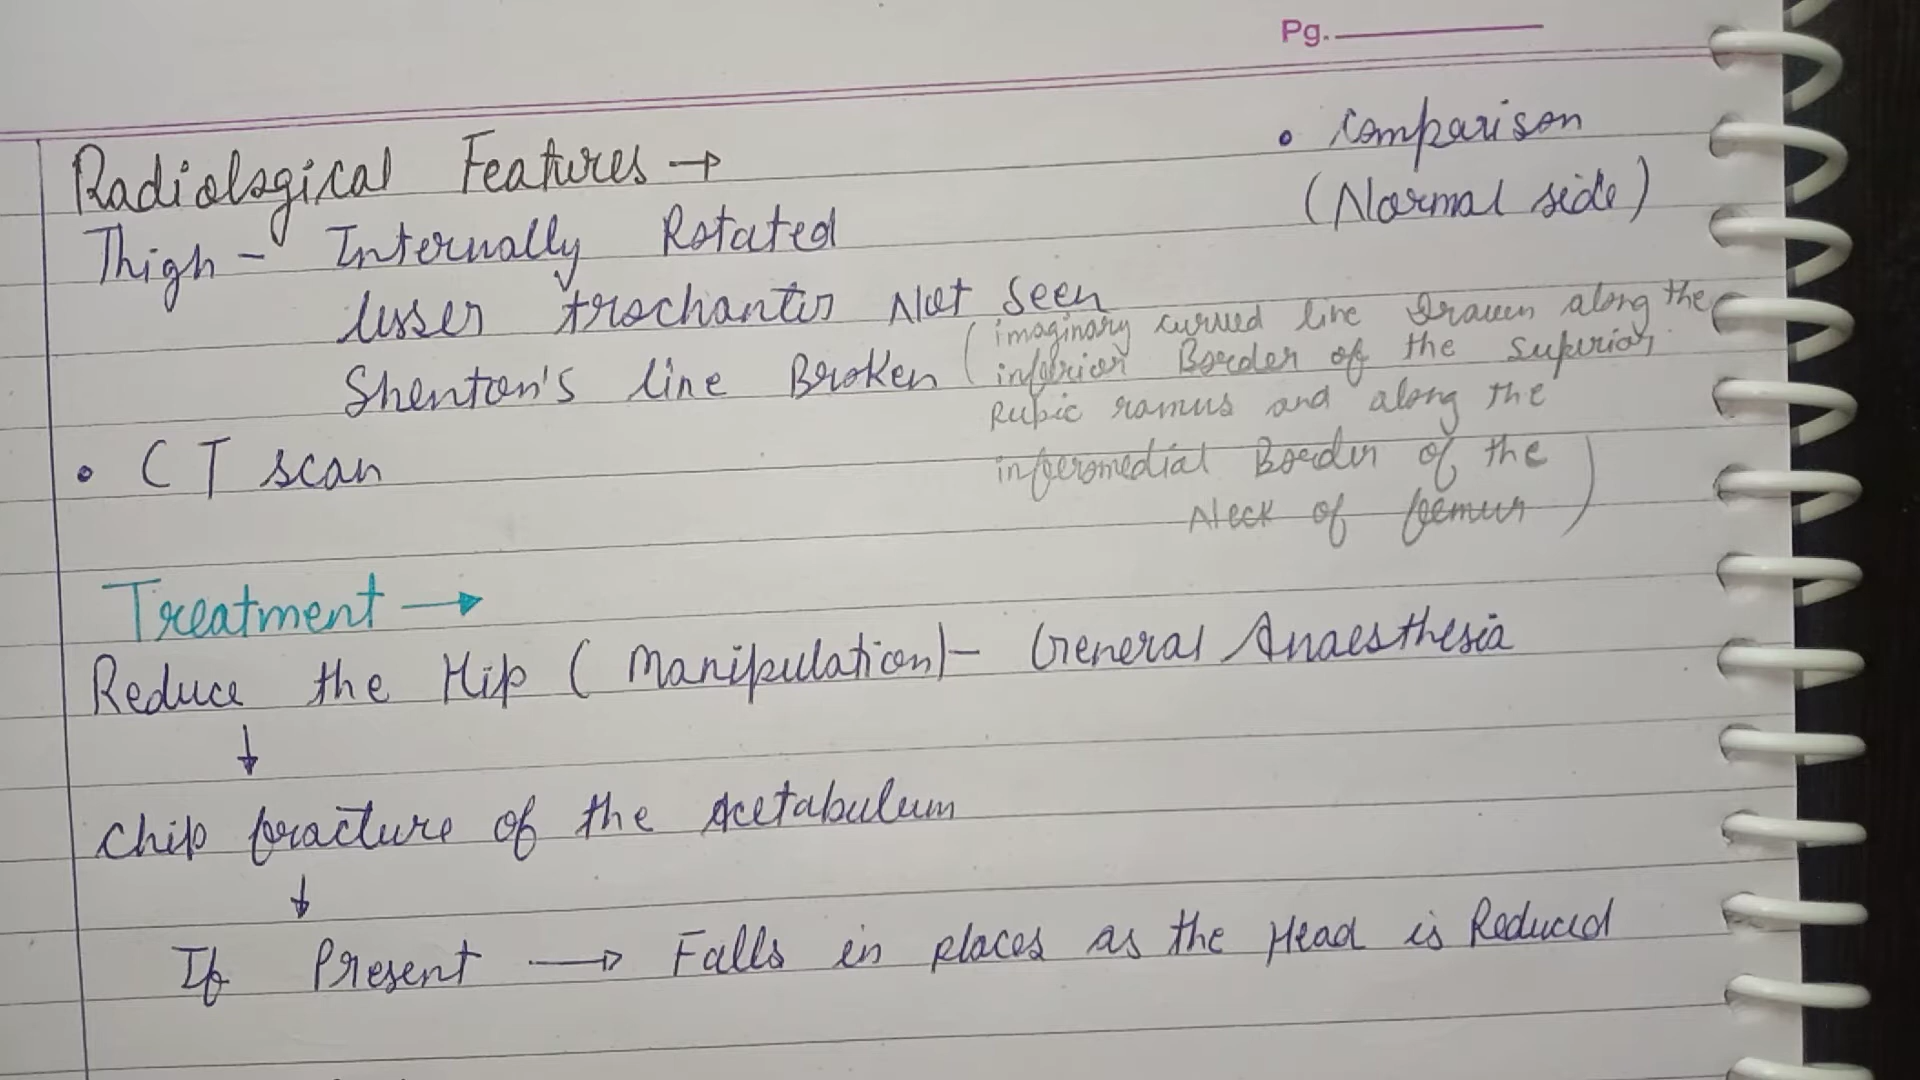 Pg.
Radiological Features →
• Comparison
(Normal side)
Thigh - Internally Rotated
lesser trochanter Not seen
Shenton's line Broken (imaginary curved line Drawn along the
inferior Border of the superior
Pubic ramus and along the
inferomedial Border of the
Neck of femur)
• CT scan
Treatment →
Reduce the Hip (Manipulation) - General Anaesthesia
↓
Chip fracture of the Acetabulum
↓
If Present → Falls in places as the Head is Reduced